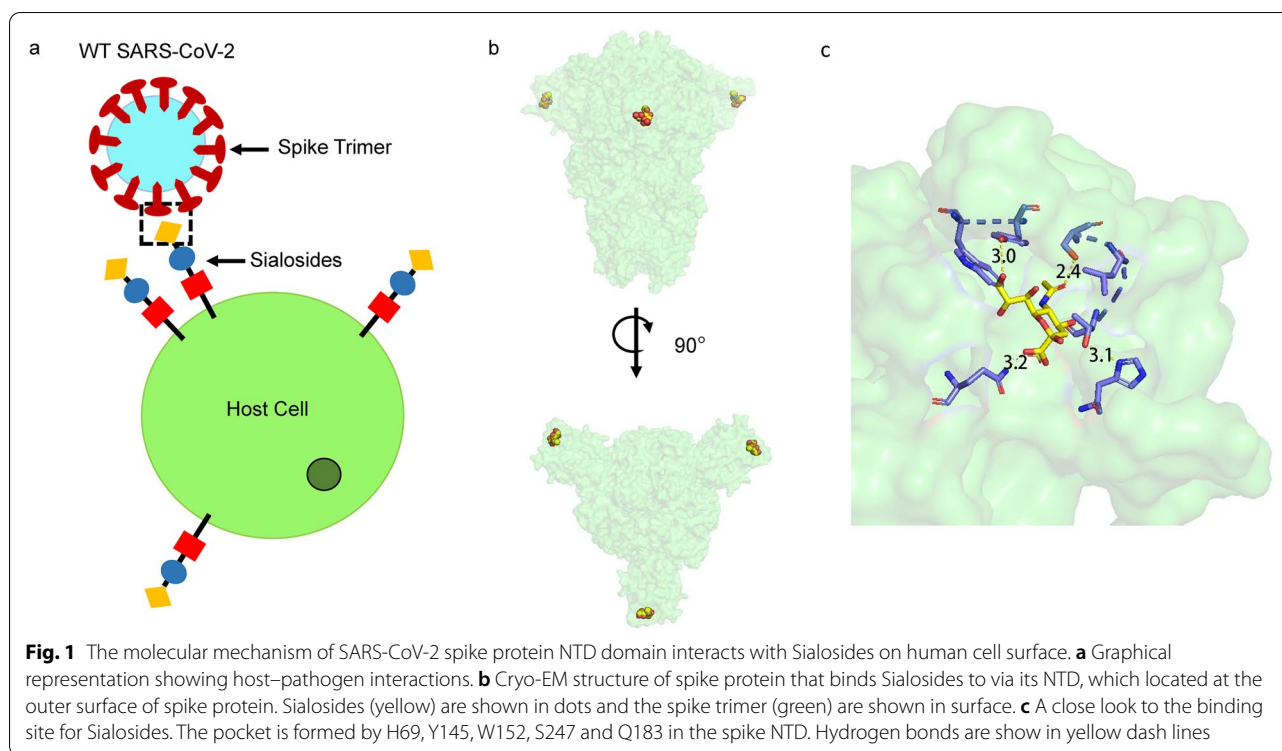 a
WT SARS-CoV-2
Spike Trimer
Sialosides
Host Cell
b
90°
c
3.0
2.4
3.2
3.1
Fig. 1 The molecular mechanism of SARS-CoV-2 spike protein NTD domain interacts with Sialosides on human cell surface. a Graphical
representation showing host–pathogen interactions. b Cryo-EM structure of spike protein that binds Sialosides to via its NTD, which located at the
outer surface of spike protein. Sialosides (yellow) are shown in dots and the spike trimer (green) are shown in surface. c A close look to the binding
site for Sialosides. The pocket is formed by H69, Y145, W152, S247 and Q183 in the spike NTD. Hydrogen bonds are show in yellow dash lines